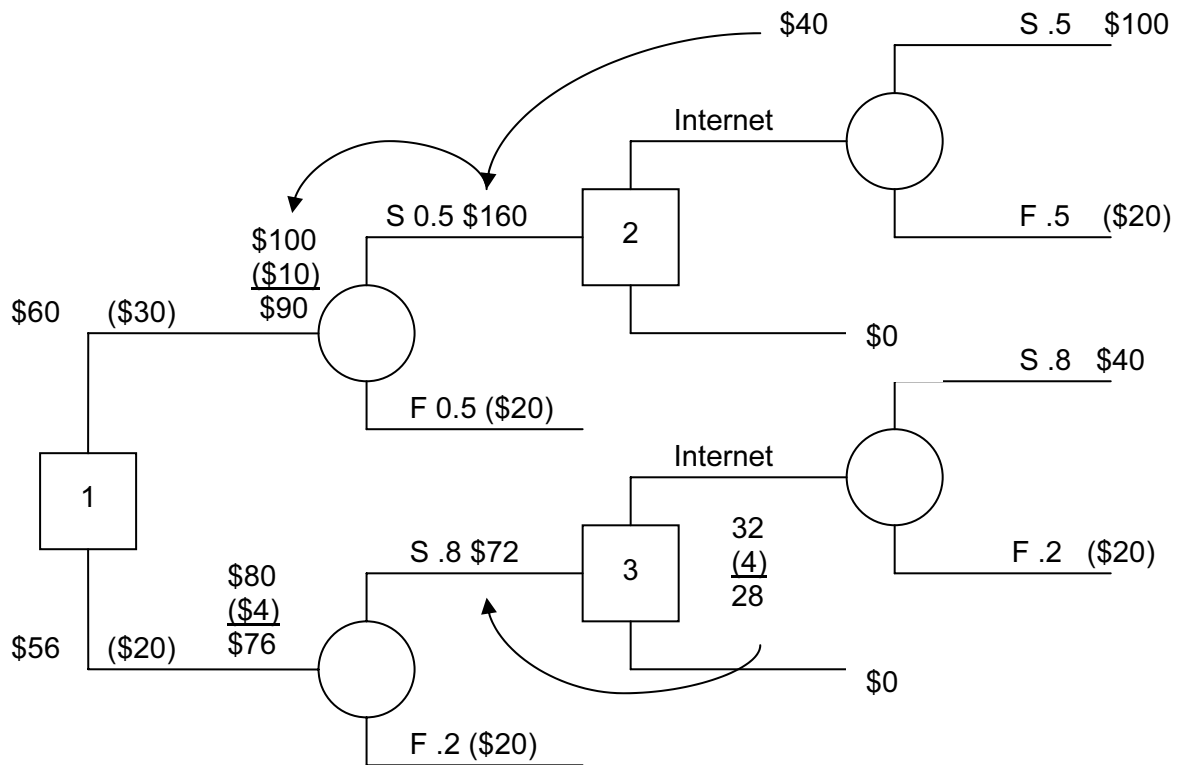 $40
S .5 $100
Internet
S 0.5 $160
2
F .5 ($20)
$100
($10)
$90
$60 ($30)
$0
S .8 $40
F 0.5 ($20)
Internet
1
32
(4)
28
S .8 $72
3
F .2 ($20)
$80
($4)
$76
$56 ($20)
$0
F .2 ($20)